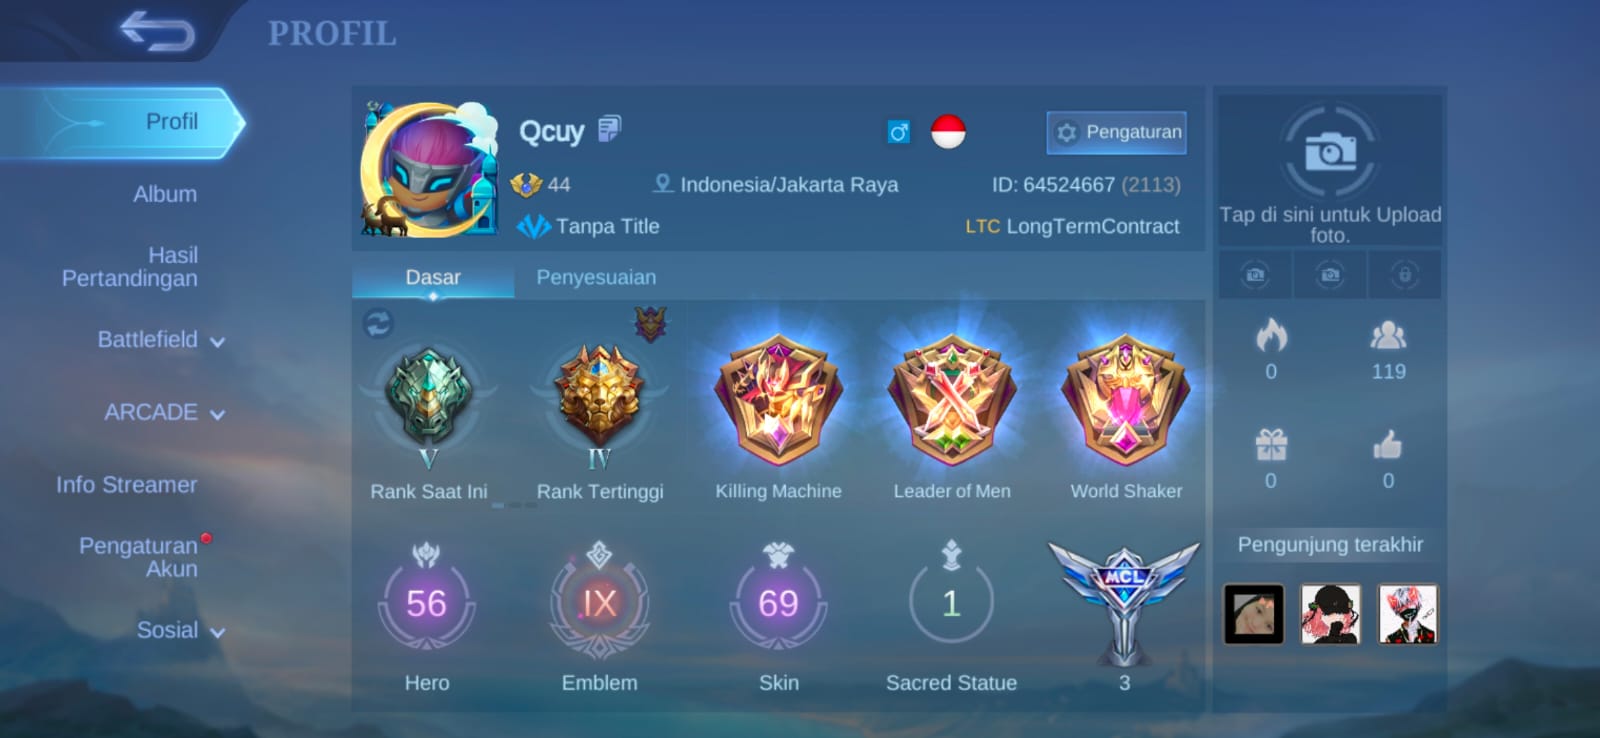 PROFIL
Profil
Album
Hasil
Pertandingan
Battlefield
ARCADE
Info Streamer
Pengaturan
Akun
Sosial
Qcuy
Pengaturan
44
Indonesia/Jakarta Raya
ID: 64524667 (2113)
Tanpa Title
LTC LongTermContract
Dasar
Penyesuaian
V
IV
Rank Saat Ini
Rank Tertinggi
Killing Machine
Leader of Men
World Shaker
56
IX
69
1
MCL
Hero
Emblem
Skin
Sacred Statue
3
Tap di sini untuk Upload
foto.
0
119
0
0
Pengunjung terakhir